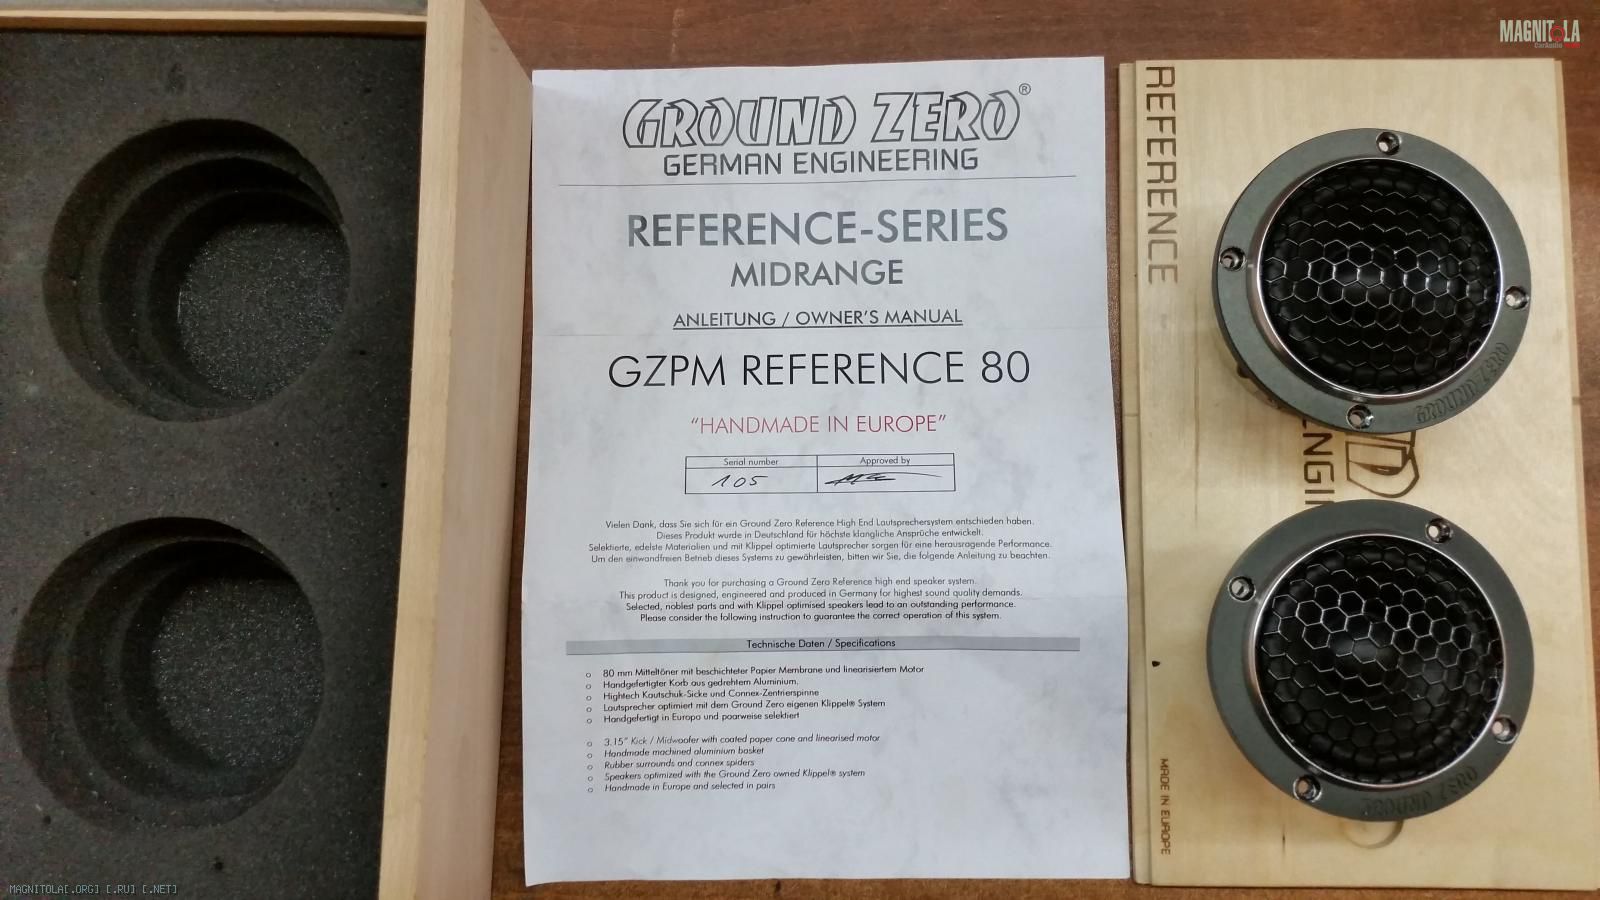 MAGNITOLA
CarAudio
GROUND ZERO®
GERMAN ENGINEERING
REFERENCE-SERIES
MIDRANGE
ANLEITUNG / OWNER'S MANUAL
GZPM REFERENCE 80
"HANDMADE IN EUROPE"
Serial number Approved by
105
Vielen Dank, dass Sie sich für ein Ground Zero Reference High End Lautsprechersystem entschieden haben.
Dieses Produkt wurde in Deutschland für höchste klangliche Ansprüche entwickelt.
Selektierte, edelste Materialien und mit Klippel optimierte Lautsprecher sorgen für eine herausragende Performance.
Um den einwandfreien Betrieb dieses Systems zu gewährleisten, bitten wir Sie, die folgende Anleitung zu beachten.
Thank you for purchasing a Ground Zero Reference high end speaker system.
This product is designed, engineered and produced in Germany for highest sound quality demands.
Selected, noblest parts and with Klippel optimised speakers lead to an outstanding performance.
Please consider the following instruction to guarantee the correct operation of this system.
Technische Daten / Specifications
o 80 mm Mitteltöner mit beschichteter Papier Membrane und linearisiertem Motor
o Handgefertigter Korb aus gedrehtem Aluminium.
o Hightech Kautschuk-Sicke und Connex-Zentrierspinne
o Lautsprecher optimiert mit dem Ground Zero eigenen Klippel® System
o Handgefertigt in Europa und paarweise selektiert
o 3.15" Kick / Midwoofer with coated paper cone and linearised motor
o Handmade machined aluminium basket
o Rubber surrounds and connex spiders
o Speakers optimized with the Ground Zero owned Klippel® system
o Handmade in Europe and selected in pairs
REFERENCE
GROUND ZERO
ENGI
GROUND ZERO
MADE IN EUROPE
MAGNITOLA[.ORG] [.RU] [.NET]